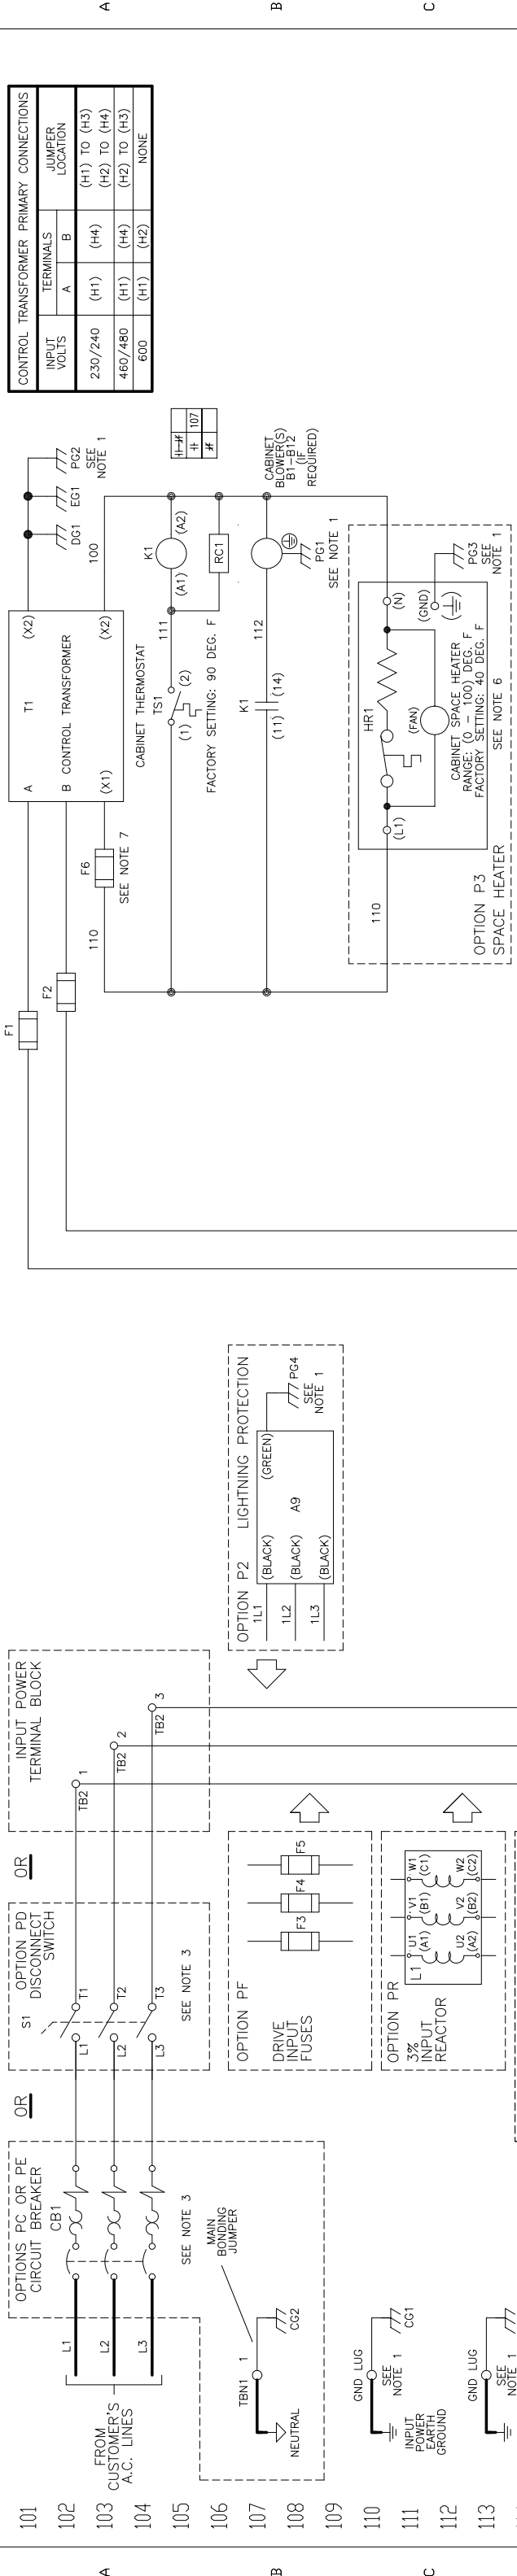 A
B
C
CONTROL TRANSFORMER PRIMARY CONNECTIONS
INPUT VOLTS
TERMINALS
A
B
JUMPER LOCATION
230/240
(H1)
(H4)
(H1) TO (H3)
(H2) TO (H4)
460/480
(H1)
(H4)
(H2) TO (H3)
600
(H1)
(H2)
NONE
F1
F2
A
T1
(X2)
B CONTROL TRANSFORMER
(X1)
(X2)
DG1
EG1
PG2
SEE NOTE 1
110
F6
SEE NOTE 7
100
CABINET THERMOSTAT
TS1
(1)
(2)
FACTORY SETTING: 90 DEG. F
111
K1
(A1)
(A2)
RC1
107
K1
(11)
(14)
112
CABINET
BLOWER(S)
B1-B12
(IF
REQUIRED)
PG1
SEE NOTE 1
110
(L1)
HR1
(FAN)
(N)
(GND)
CABINET SPACE HEATER
RANGE: (0 - 100) DEG. F
FACTORY SETTING: 40 DEG. F
SEE NOTE 6
PG3
SEE
NOTE 1
OPTION P3
SPACE HEATER
OPTION P2
LIGHTNING PROTECTION
1L1
(BLACK)
(GREEN)
1L2
(BLACK)
A9
1L3
(BLACK)
PG4
SEE
NOTE 1
INPUT POWER
TERMINAL BLOCK
TB2
1
TB2
2
TB2
3
OR
OPTION PD
DISCONNECT
SWITCH
S1
L1
T1
L2
T2
L3
T3
SEE NOTE 3
OPTION PF
DRIVE
INPUT
FUSES
F3
F4
F5
OPTION PR
3%
INPUT
REACTOR
L1
U1
(A1)
V1
(B1)
W1
(C1)
U2
(A2)
V2
(B2)
W2
(C2)
OR
OPTIONS PC OR PE
CIRCUIT BREAKER
CB1
L1
L2
L3
SEE NOTE 3
FROM
CUSTOMER'S
A.C. LINES
MAIN
BONDING
JUMPER
TBN1
1
CG2
NEUTRAL
GND LUG
SEE
NOTE 1
CG1
INPUT
POWER
EARTH
GROUND
GND LUG
SEE
NOTE 1
101
102
103
104
105
106
107
108
109
110
111
112
113
A
B
C